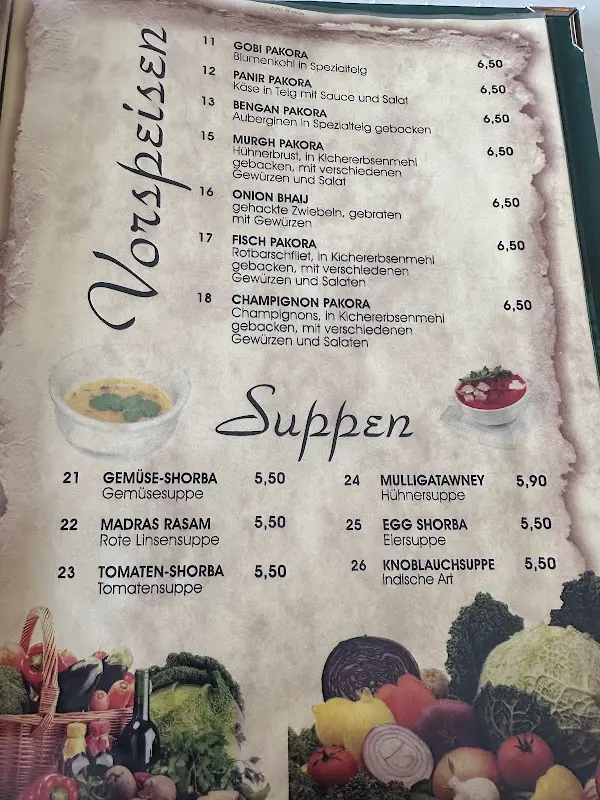 Vorspeisen
11 GOBI PAKORA 6,50
Blumenkohl in Spezialteig
12 PANIR PAKORA 6,50
Käse in Teig mit Sauce und Salat
13 BENGAN PAKORA 6,50
Auberginen in Spezialteig gebacken
15 MURGH PAKORA 6,50
Hühnerbrust, in Kichererbsenmehl
gebacken, mit verschiedenen
Gewürzen und Salat
16 ONION BHAIJ 6,50
gehackte Zwiebeln, gebraten
mit Gewürzen
17 FISCH PAKORA 6,50
Rotbarschfilet, in Kichererbsenmehl
gebacken, mit verschiedenen
Gewürzen und Salaten
18 CHAMPIGNON PAKORA 6,50
Champignons, in Kichererbsenmehl
gebacken, mit verschiedenen
Gewürzen und Salaten
Suppen
21 GEMÜSE-SHORBA 5,50
Gemüsesuppe
22 MADRAS RASAM 5,50
Rote Linsensuppe
23 TOMATEN-SHORBA 5,50
Tomatensuppe
24 MULLIGATAWNEY 5,90
Hühnersuppe
25 EGG SHORBA 5,50
Eiersuppe
26 KNOBLAUCHSUPPE 5,50
Indische Art